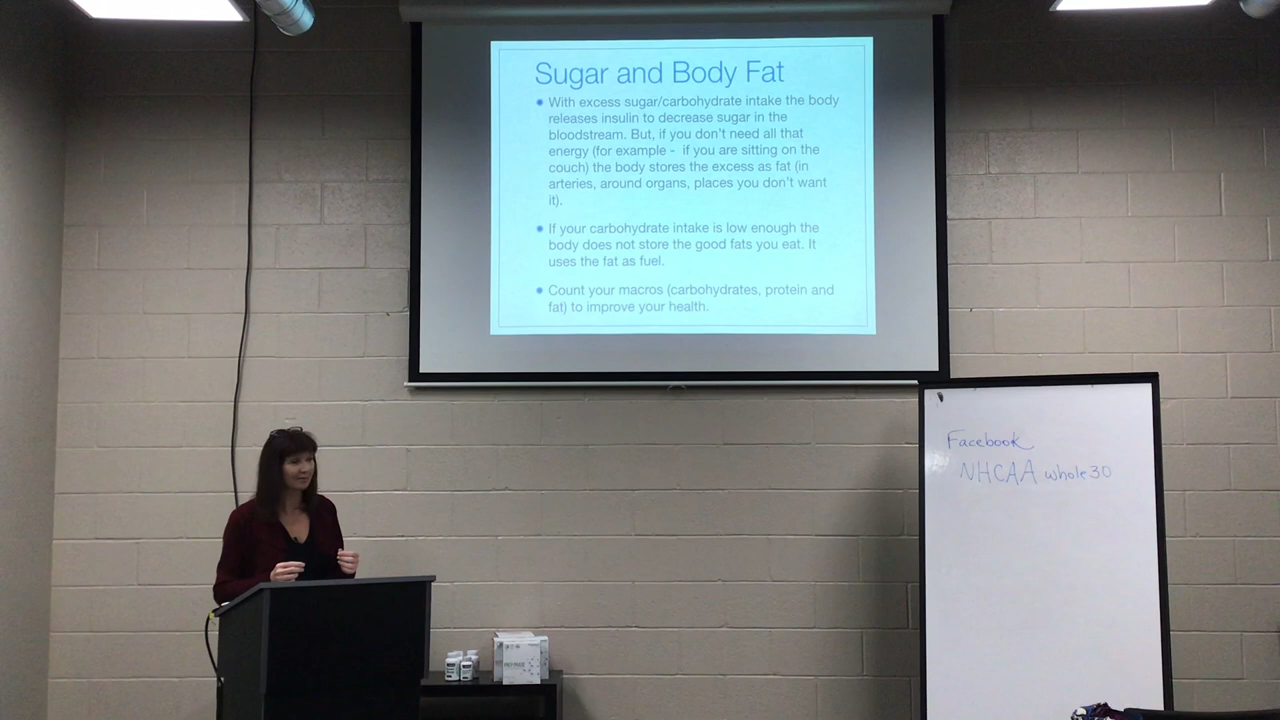 Sugar and Body Fat
With excess sugar/carbohydrate intake the body
releases insulin to decrease sugar in the
bloodstream. But, if you don't need all that
energy (for example - if you are sitting on the
couch) the body stores the excess as fat (in
arteries, around organs, places you don't want
it).
If your carbohydrate intake is low enough the
body does not store the good fats you eat. It
uses the fat as fuel.
Count your macros (carbohydrates, protein and
fat) to improve your health.
Facebook
NHCAA whole30